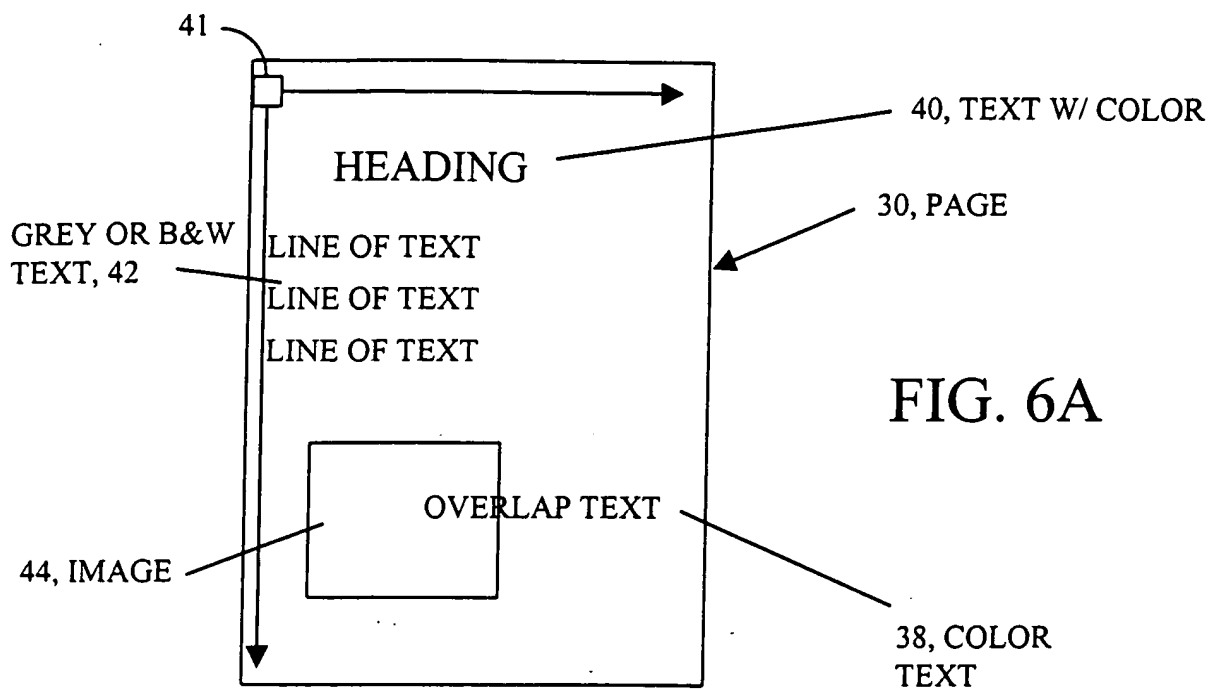 41
40, TEXT W/ COLOR
HEADING
30, PAGE
GREY OR B&W
TEXT, 42
LINE OF TEXT
LINE OF TEXT
LINE OF TEXT
FIG. 6A
OVERLAP TEXT
44, IMAGE
38, COLOR
TEXT